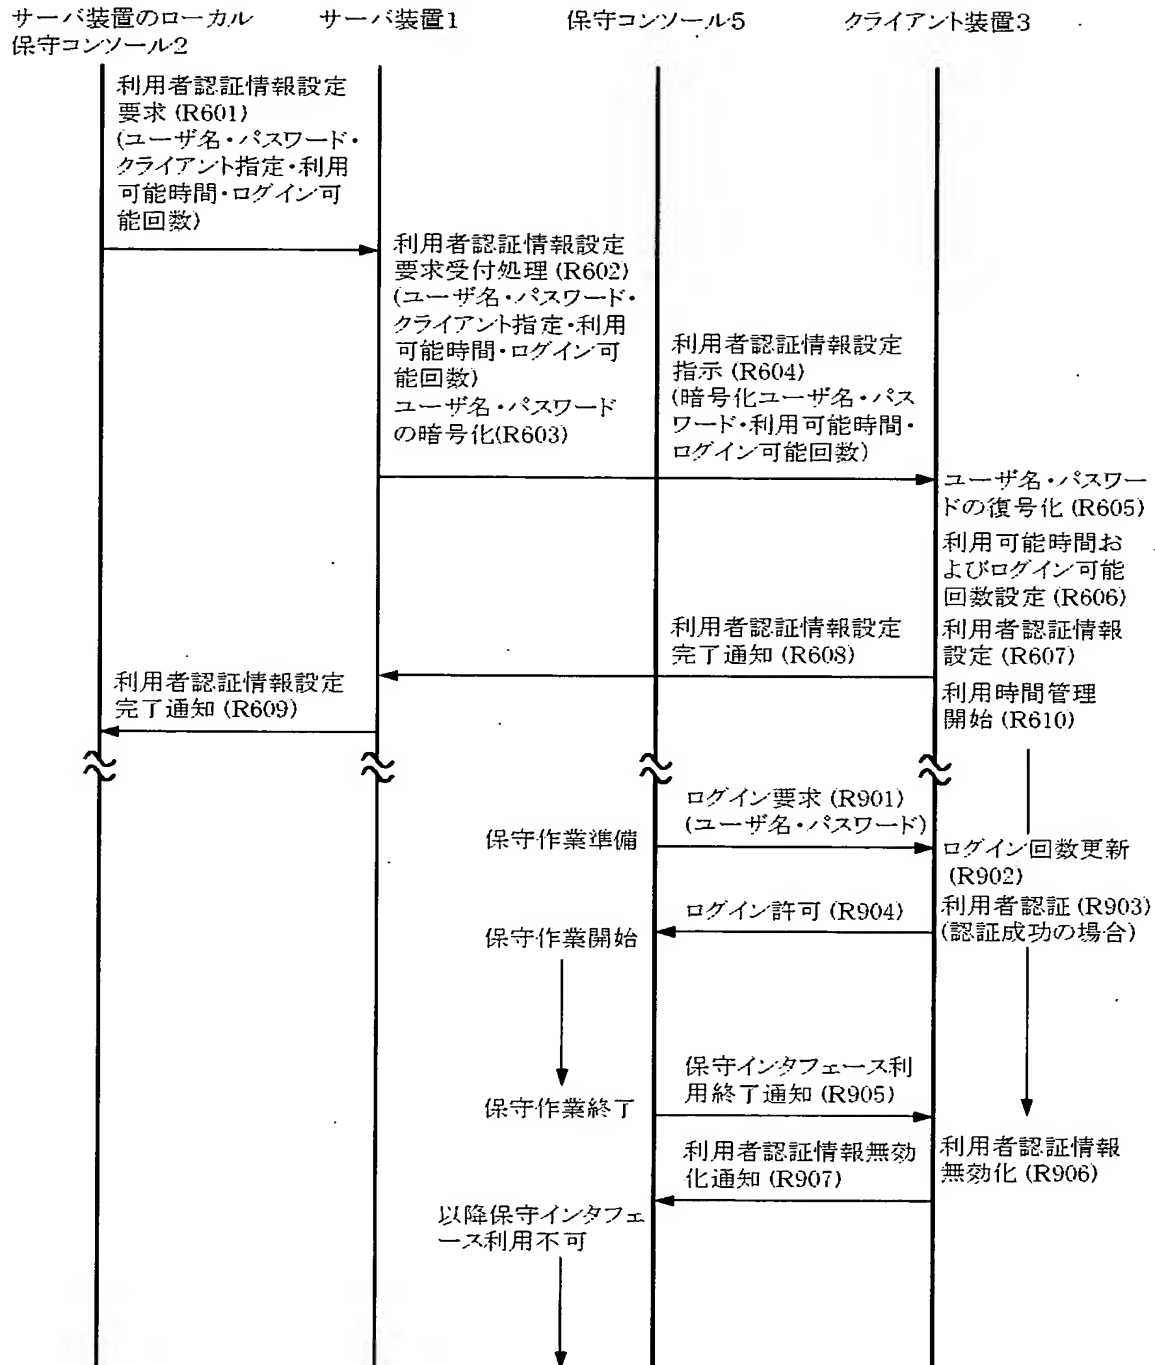 サーバ装置のローカル
保守コンソール2
サーバ装置1
保守コンソール5
クライアント装置3
利用者認証情報設定
要求 (R601)
(ユーザ名・パスワード・
クライアント指定・利用
可能時間・ログイン可
能回数)
利用者認証情報設定
要求受付処理 (R602)
(ユーザ名・パスワード・
クライアント指定・利用
可能時間・ログイン可
能回数)
ユーザ名・パスワード
の暗号化(R603)
利用者認証情報設定
指示 (R604)
(暗号化ユーザ名・パス
ワード・利用可能時間・
ログイン可能回数)
ユーザ名・パスワー
ドの復号化 (R605)
利用可能時間お
よびログイン可能
回数設定 (R606)
利用者認証情報
設定 (R607)
利用者認証情報設定
完了通知 (R608)
利用者認証情報設定
完了通知 (R609)
利用時間管理
開始 (R610)
ログイン要求 (R901)
(ユーザ名・パスワード)
保守作業準備
ログイン回数更新
(R902)
利用者認証 (R903)
(認証成功の場合)
ログイン許可 (R904)
保守作業開始
保守インタフェース利
用終了通知 (R905)
保守作業終了
利用者認証情報
無効化 (R906)
利用者認証情報無効
化通知 (R907)
以降保守インタフェ
ース利用不可